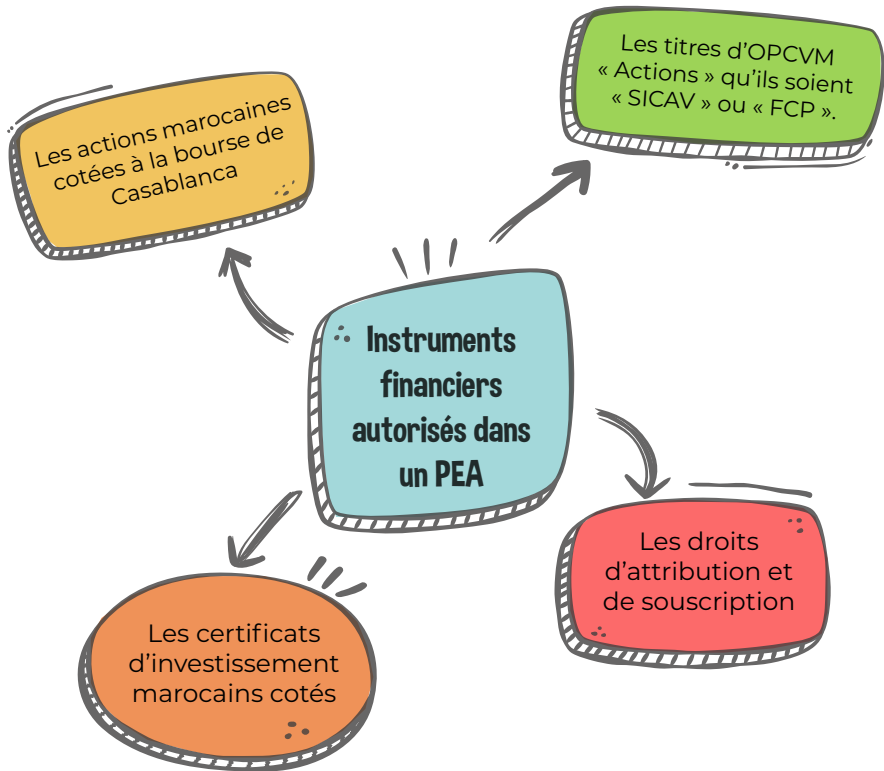 Les actions marocaines
cotées à la bourse de
Casablanca
Les titres d’OPCVM
« Actions » qu’ils soient
« SICAV » ou « FCP ».
Instruments
financiers
autorisés dans
un PEA
Les certificats
d’investissement
marocains cotés
Les droits
d’attribution et
de souscription